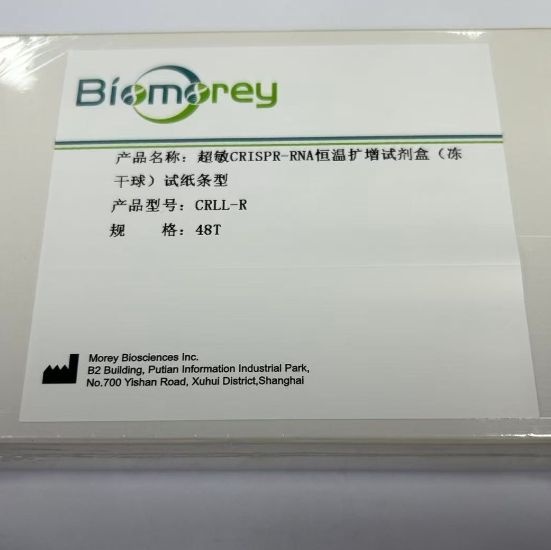 Biomorey
产品名称：超敏CRISPR-RNA恒温扩增试剂盒（冻
干球）试纸条型
产品型号：CRLL-R
规　　格：48T
Morey Biosciences Inc.
B2 Building, Putian Information Industrial Park,
No.700 Yishan Road, Xuhui District,Shanghai